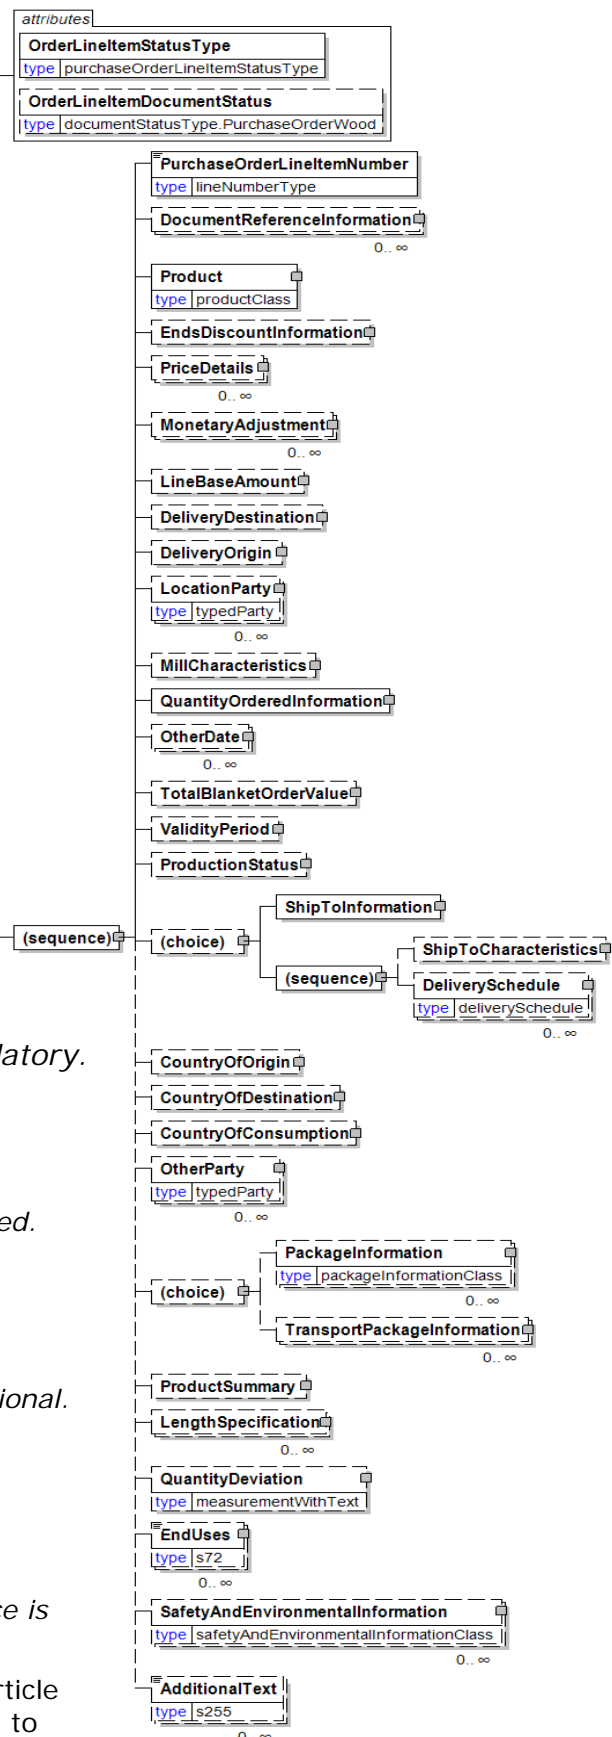 attributes
OrderLineItemStatusType
type purchaseOrderLineItemStatusType
OrderLineItemDocumentStatus
type documentStatusType.PurchaseOrderWood
PurchaseOrderLineItemNumber
type lineNumberType
DocumentReferenceInformation
0.. ∞
Product
type productClass
EndsDiscountInformation
PriceDetails
0.. ∞
MonetaryAdjustment
0.. ∞
LineBaseAmount
DeliveryDestination
DeliveryOrigin
LocationParty
type typedParty
0.. ∞
MillCharacteristics
QuantityOrderedInformation
OtherDate
0.. ∞
TotalBlanketOrderValue
ValidityPeriod
ProductionStatus
ShipToInformation
(sequence) (choice)
ShipToCharacteristics
(sequence)
DeliverySchedule
type deliverySchedule
0.. ∞
latory.
CountryOfOrigin
CountryOfDestination
CountryOfConsumption
OtherParty
type typedParty
0.. ∞
ed.
PackageInformation
type packageInformationClass
0.. ∞
(choice)
TransportPackageInformation
0.. ∞
ProductSummary
ional.
LengthSpecification
0.. ∞
QuantityDeviation
type measurementWithText
EndUses
type s72
0.. ∞
ce is
SafetyAndEnvironmentalInformation
type safetyAndEnvironmentalInformationClass
0.. ∞
rticle
AdditionalText
type s255
to
0.. ∞